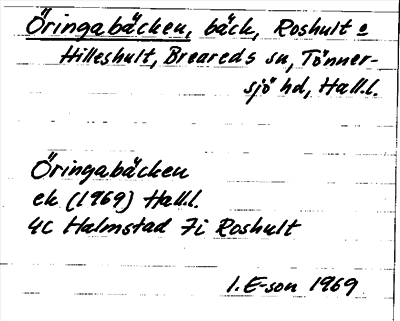 Öringabäcken, bäck, Roshult o
Hilleshult, Breareds sn, Tönner-
sjö hd, Hall.l.
Öringabäcken
ek (1969) Hall.l.
4C Halmstad 7i Roshult
I. E-son 1969